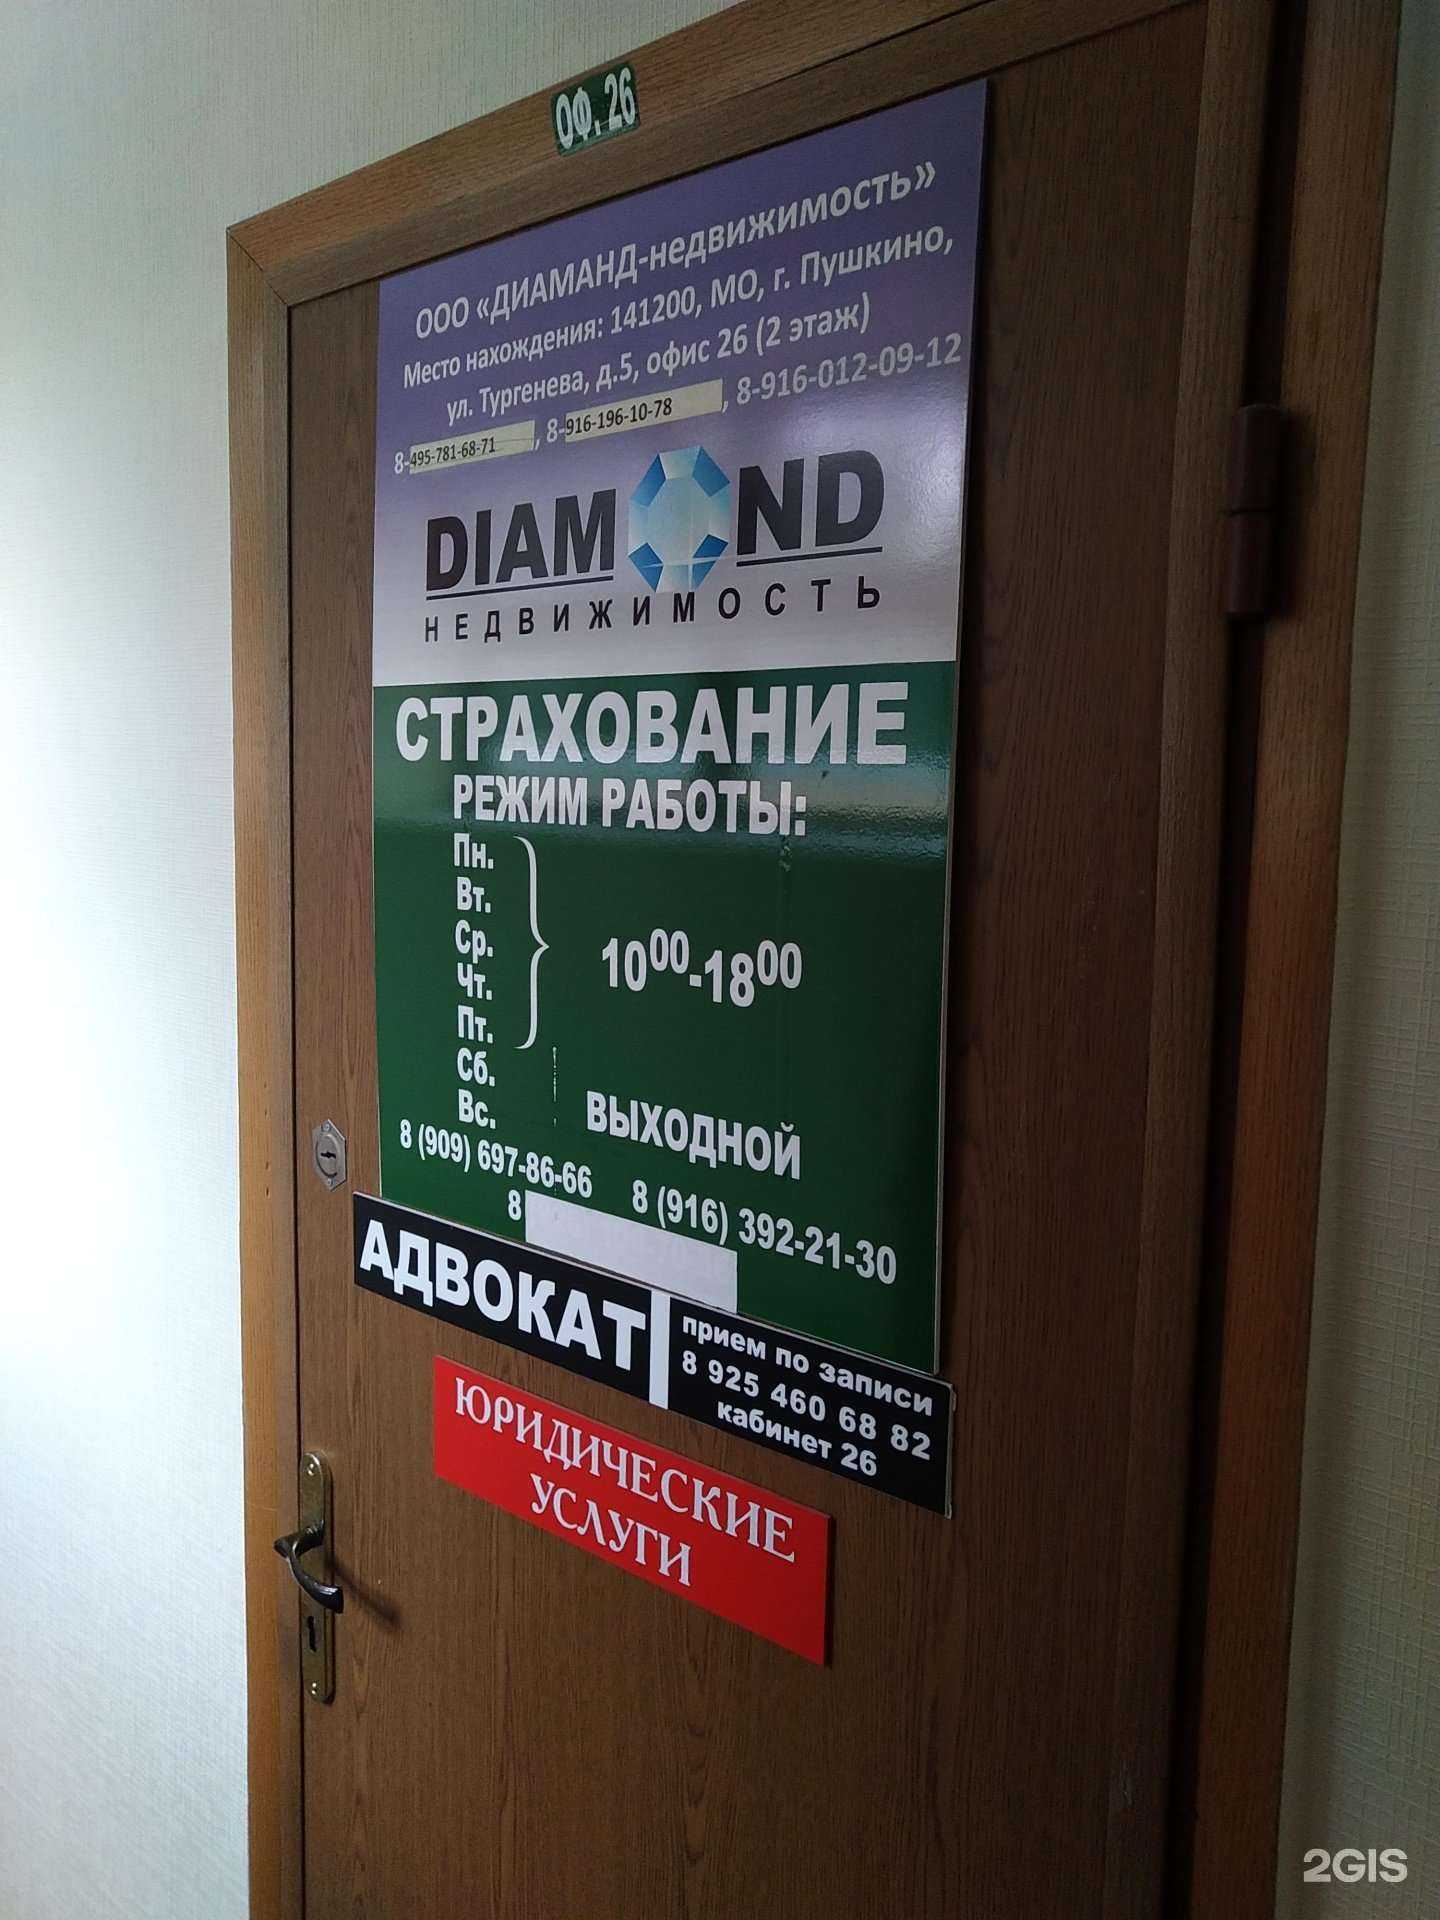 ОФ. 26
ООО «ДИАМАНД-недвижимость»
Место нахождения: 141200, МО, г. Пушкино,
ул. Тургенева, д.5, офис 26 (2 этаж)
8-495-781-68-71, 8-916-196-10-78, 8-916-012-09-12
DIAMOND
НЕДВИЖИМОСТЬ
СТРАХОВАНИЕ
РЕЖИМ РАБОТЫ:
Пн.
Вт.
Ср.
Чт.
Пт.
10⁰⁰-18⁰⁰
Сб.
Вс.
ВЫХОДНОЙ
8 (909) 697-86-66
8 (916) 392-21-30
8
АДВОКАТ
прием по записи
8 925 460 68 82
кабинет 26
ЮРИДИЧЕСКИЕ
УСЛУГИ
2GIS